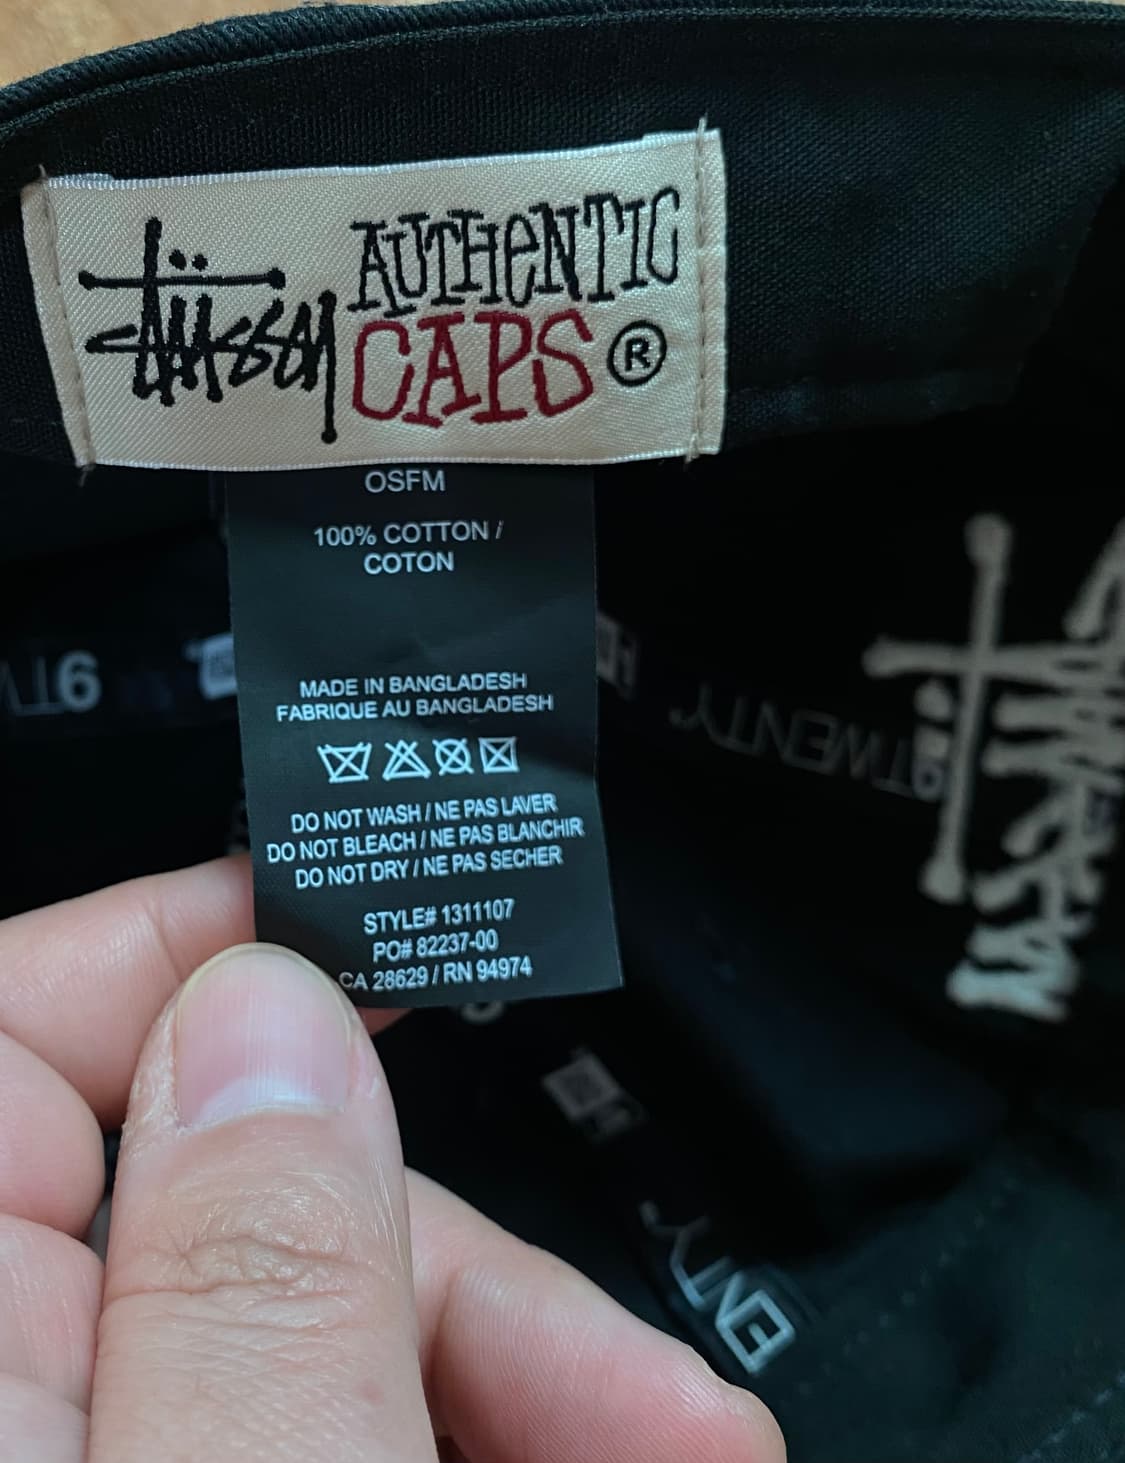 Stüssy AUTHENTIC
CAPS ®
OSFM
100% COTTON /
COTON
MADE IN BANGLADESH
FABRIQUE AU BANGLADESH
DO NOT WASH / NE PAS LAVER
DO NOT BLEACH / NE PAS BLANCHIR
DO NOT DRY / NE PAS SECHER
STYLE# 1311107
PO# 82237-00
CA 28629 / RN 94974
9TW
9TWENTY
ENTY